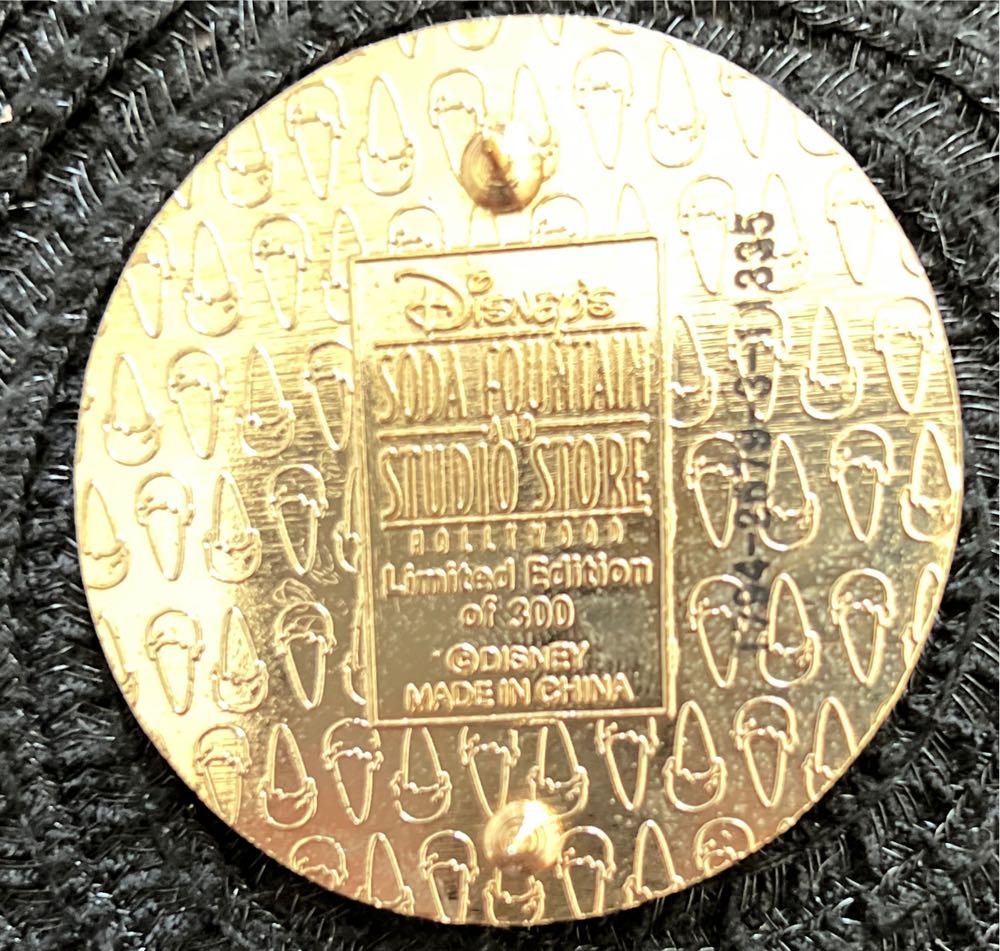 Disney's
SODA FOUNTAIN
AND
STUDIO STORE
HOLLYWOOD
Limited Edition
of 300
©DISNEY
MADE IN CHINA